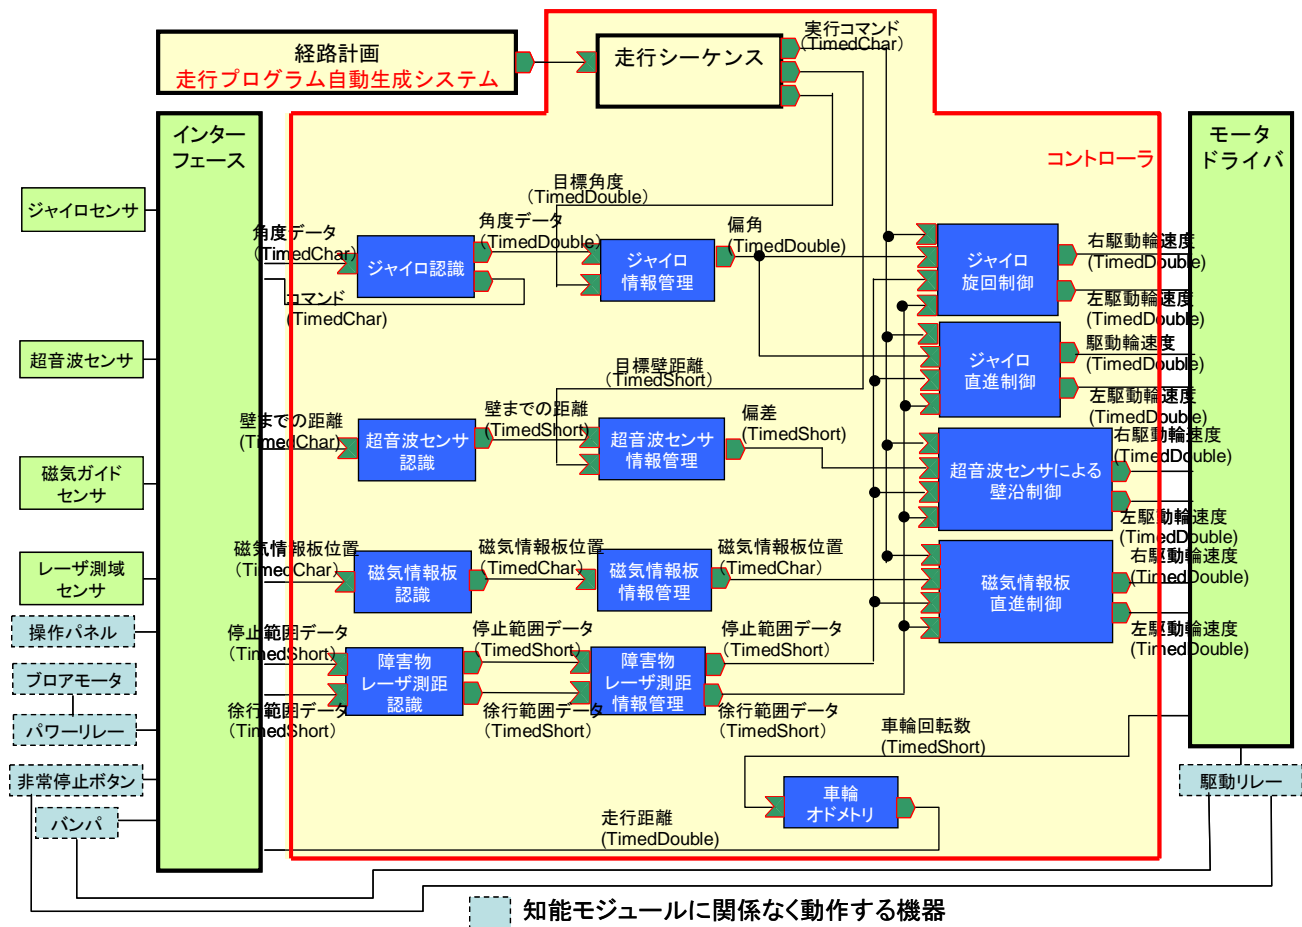 実行コマンド
(TimedChar)
経路計画
走行プログラム自動生成システム
走行シーケンス
インター
フェース
モータ
ドライバ
コントローラ
ジャイロセンサ
超音波センサ
磁気ガイド
センサ
レーザ測域
センサ
操作パネル
ブロアモータ
パワーリレー
非常停止ボタン
バンパ
目標角度
(TimedDouble)
角度データ
(TimedChar)
角度データ
(TimedDouble)
偏角
(TimedDouble)
ジャイロ認識
ジャイロ
情報管理
ジャイロ
旋回制御
右駆動輪速度
(TimedDouble)
左駆動輪速度
(TimedDouble)
コマンド
(TimedChar)
ジャイロ
直進制御
駆動輪速度
(TimedDouble)
左駆動輪速度
(TimedDouble)
目標壁距離
(TimedShort)
壁までの距離
(TimedChar)
壁までの距離
(TimedShort)
偏差
(TimedShort)
超音波センサ
認識
超音波センサ
情報管理
超音波センサによる
壁沿制御
右駆動輪速度
(TimedDouble)
左駆動輪速度
(TimedDouble)
磁気情報板位置
(TimedChar)
磁気情報板位置
(TimedChar)
磁気情報板位置
(TimedChar)
磁気情報板
認識
磁気情報板
情報管理
磁気情報板
直進制御
右駆動輪速度
(TimedDouble)
左駆動輪速度
(TimedDouble)
停止範囲データ
(TimedShort)
停止範囲データ
(TimedShort)
停止範囲データ
(TimedShort)
障害物
レーザ測距
認識
障害物
レーザ測距
情報管理
徐行範囲データ
(TimedShort)
徐行範囲データ
(TimedShort)
徐行範囲データ
(TimedShort)
車輪回転数
(TimedShort)
車輪
オドメトリ
走行距離
(TimedDouble)
駆動リレー
知能モジュールに関係なく動作する機器